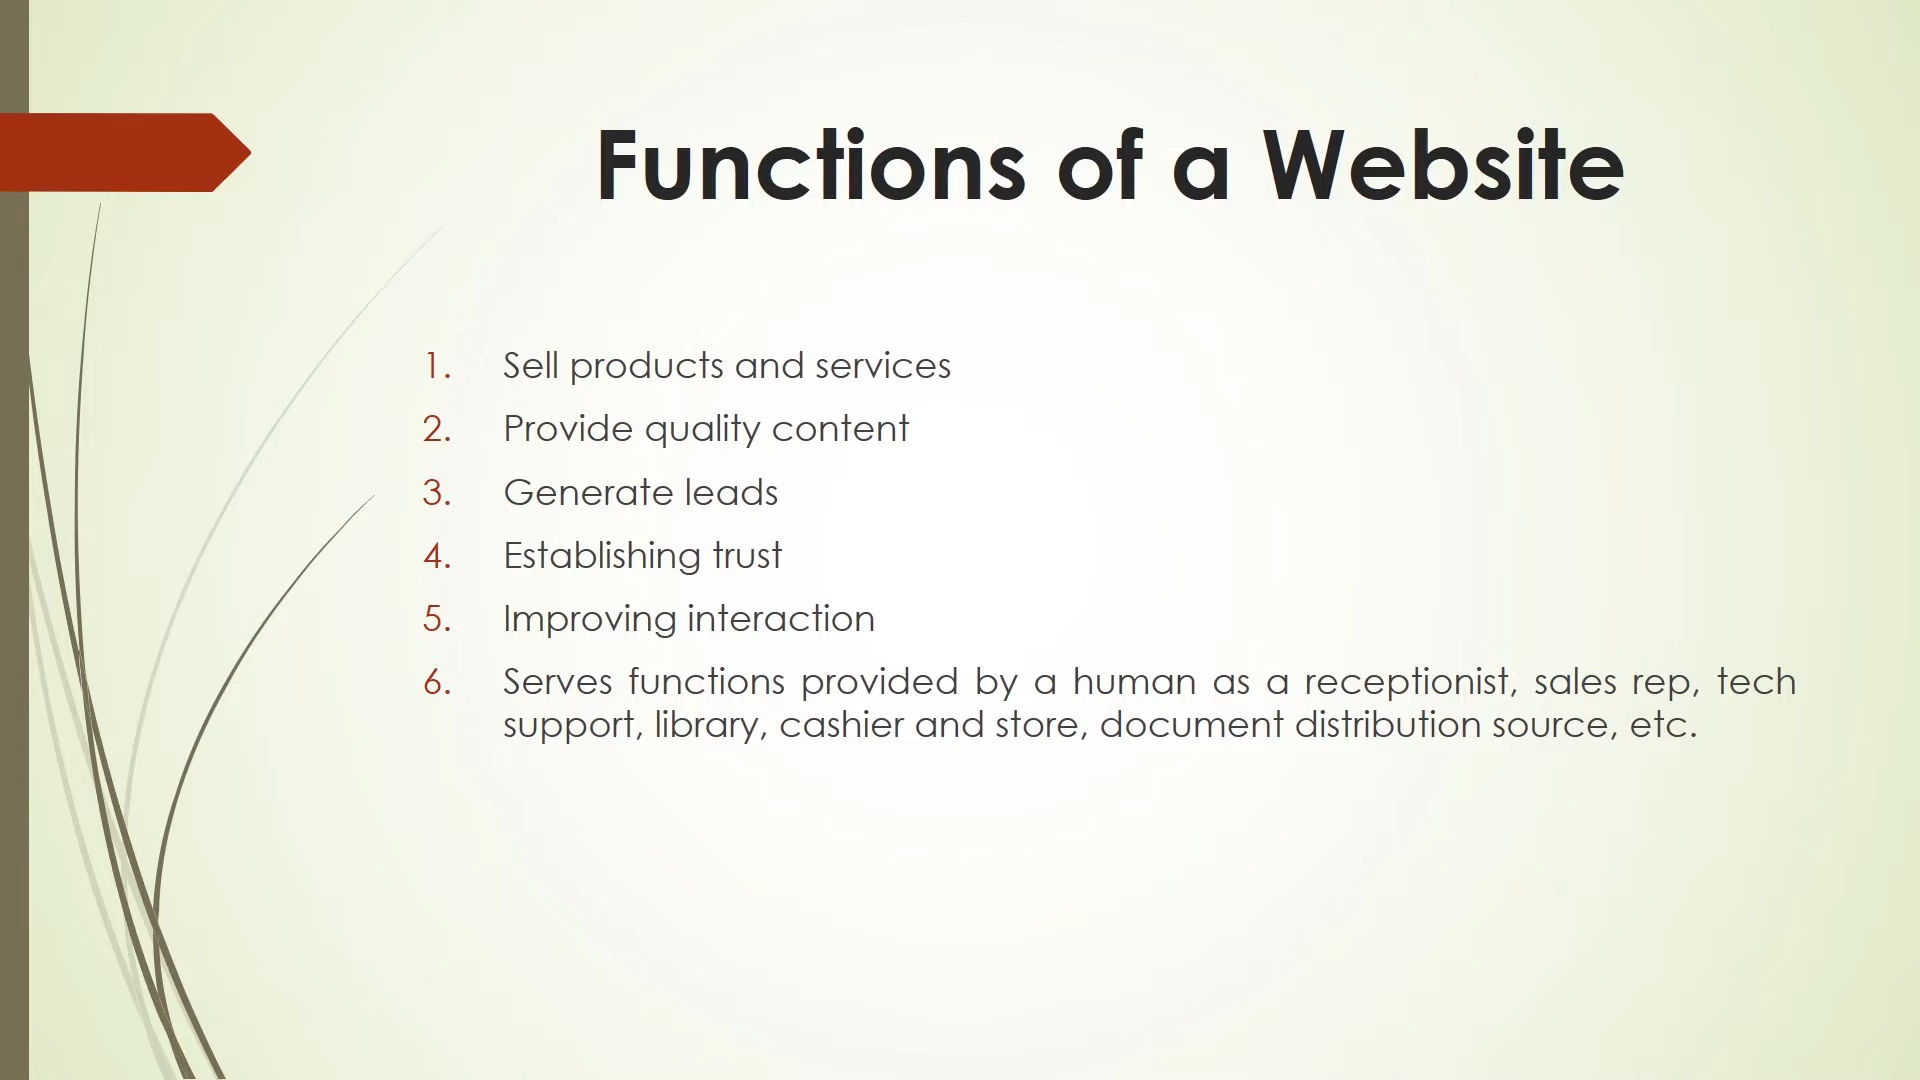 Functions of a Website
1. Sell products and services
2. Provide quality content
3. Generate leads
4. Establishing trust
5. Improving interaction
6. Serves functions provided by a human as a receptionist, sales rep, tech
support, library, cashier and store, document distribution source, etc.